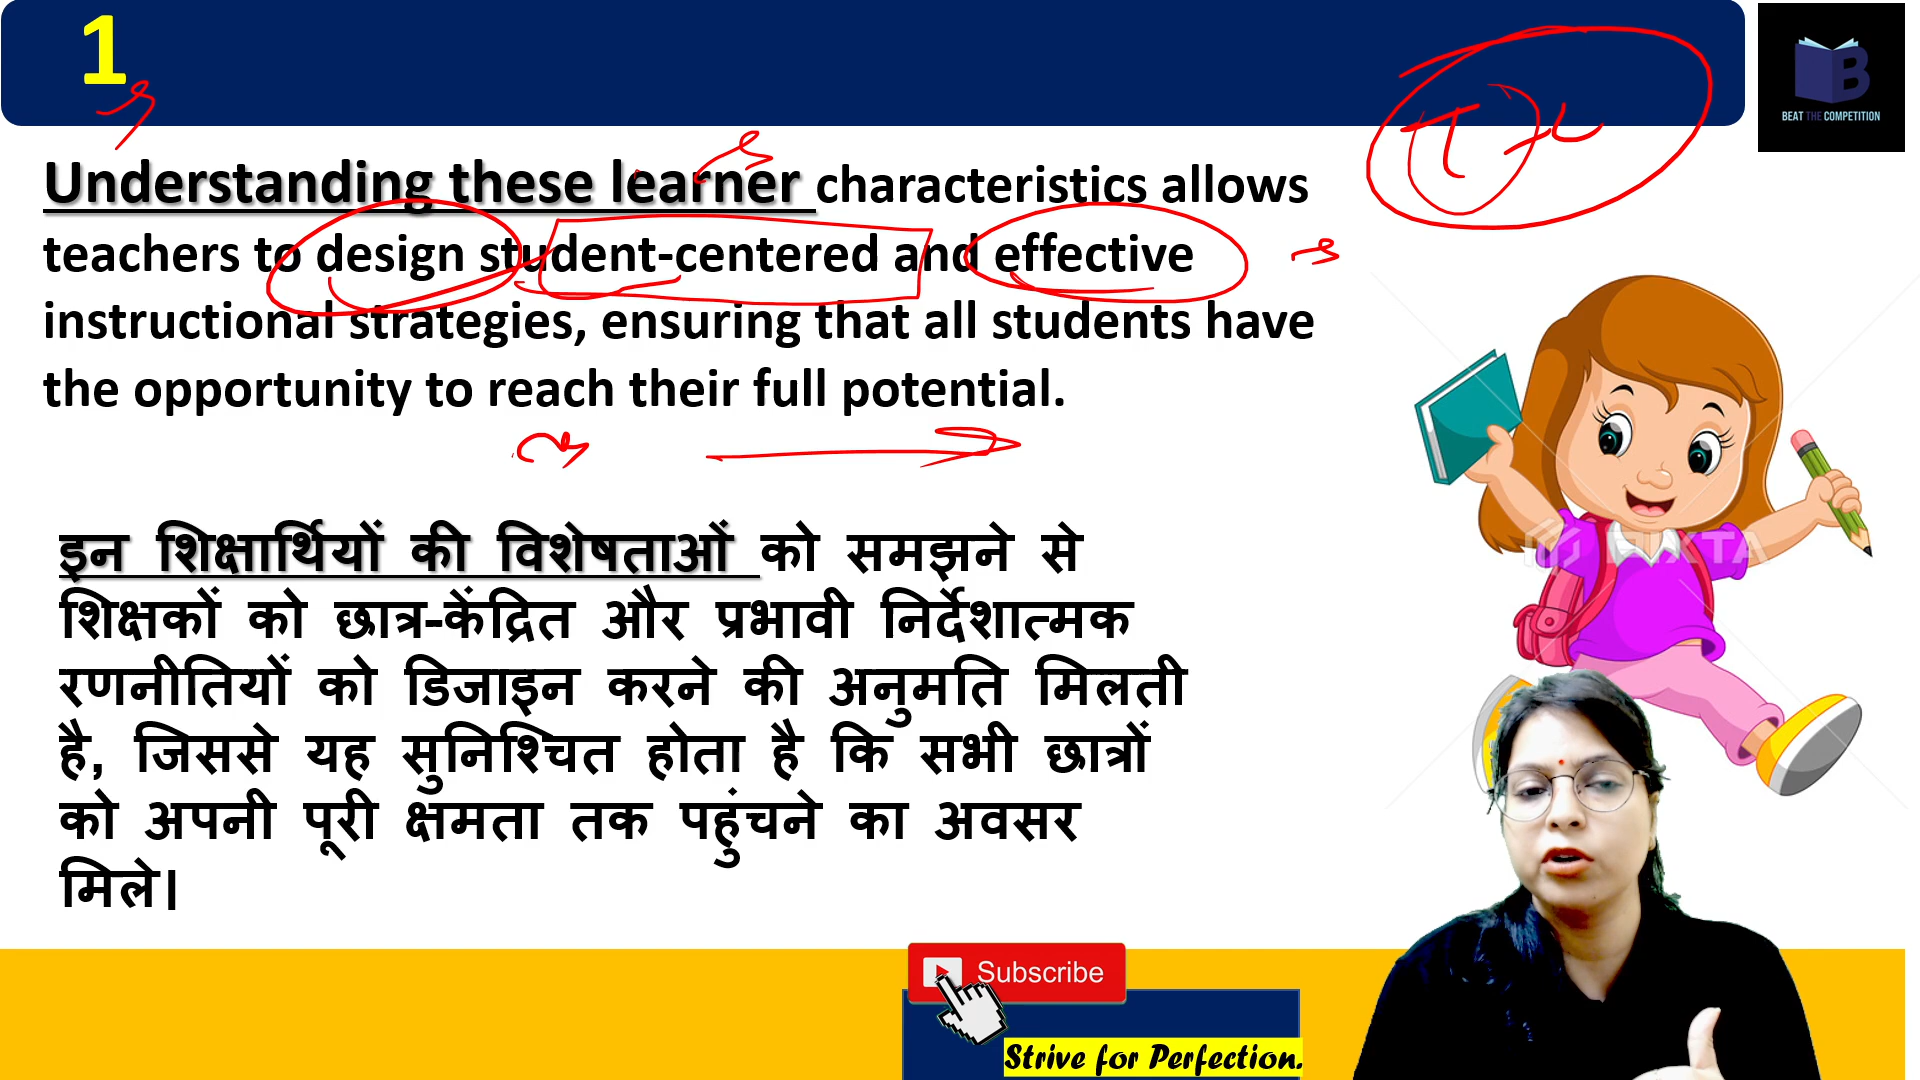 1
BEAT THE COMPETITION
T L
Understanding these learner characteristics allows
teachers to design student-centered and effective
instructional strategies, ensuring that all students have
the opportunity to reach their full potential.
इन शिक्षार्थियों की विशेषताओं को समझने से
शिक्षकों को छात्र-केंद्रित और प्रभावी निर्देशात्मक
रणनीतियों को डिजाइन करने की अनुमति मिलती
है, जिससे यह सुनिश्चित होता है कि सभी छात्रों
को अपनी पूरी क्षमता तक पहुंचने का अवसर
मिले।
Subscribe
Strive for Perfection.